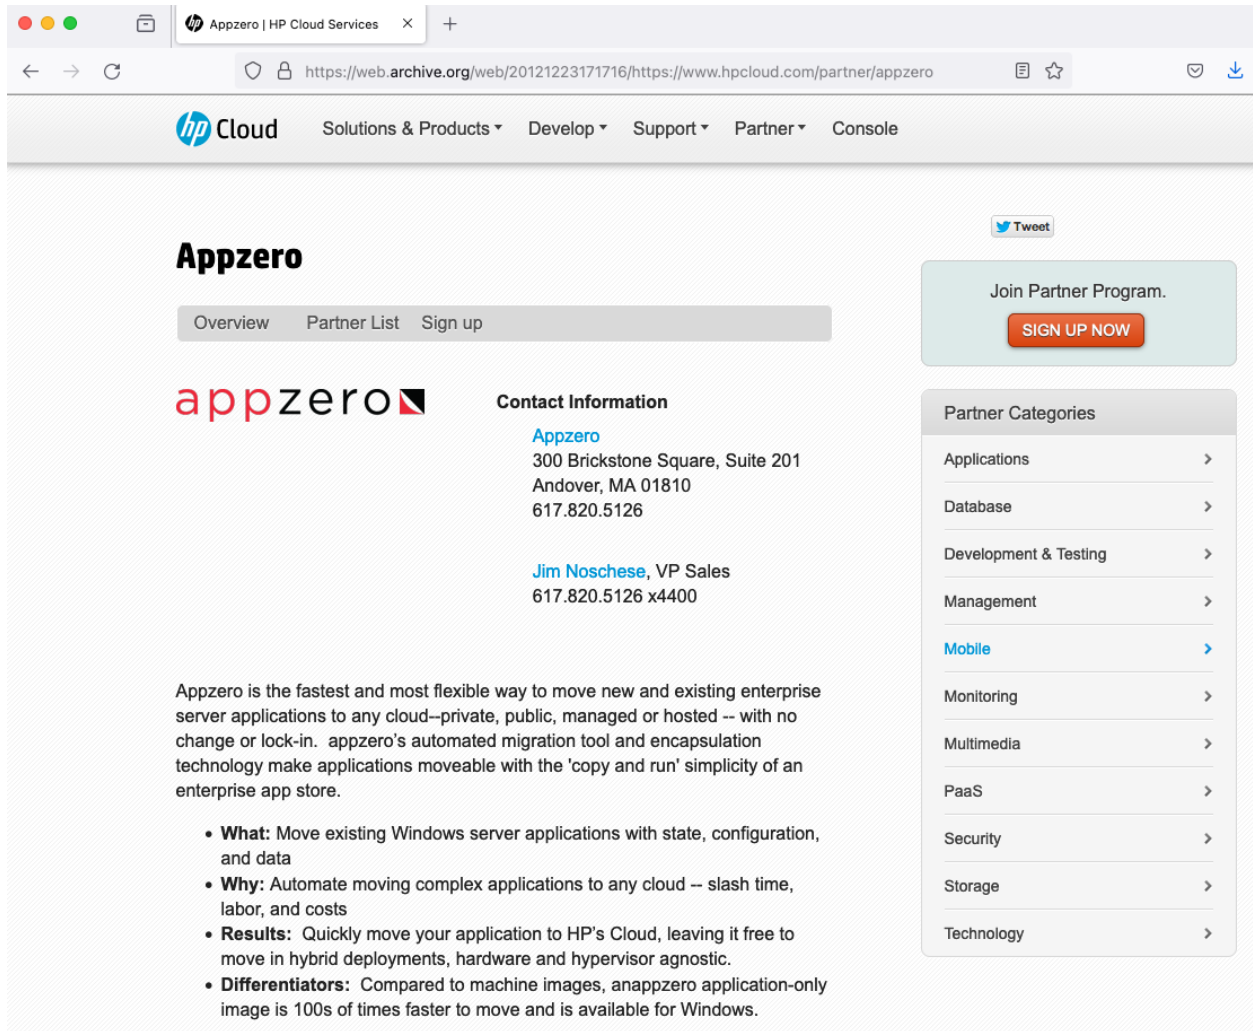 Appzero | HP Cloud Services
https://web.archive.org/web/20121223171716/https://www.hpcloud.com/partner/appzero
hp Cloud
Solutions & Products
Develop
Support
Partner
Console
Tweet
Appzero
Join Partner Program.
SIGN UP NOW
Overview
Partner List
Sign up
appzero
Contact Information
Appzero
300 Brickstone Square, Suite 201
Andover, MA 01810
617.820.5126
Jim Noschese, VP Sales
617.820.5126 x4400
Partner Categories
Applications
Database
Development & Testing
Management
Mobile
Monitoring
Multimedia
PaaS
Security
Storage
Technology
Appzero is the fastest and most flexible way to move new and existing enterprise
server applications to any cloud--private, public, managed or hosted -- with no
change or lock-in.  appzero's automated migration tool and encapsulation
technology make applications moveable with the 'copy and run' simplicity of an
enterprise app store.
• What: Move existing Windows server applications with state, configuration,
and data
• Why: Automate moving complex applications to any cloud -- slash time,
labor, and costs
• Results:  Quickly move your application to HP's Cloud, leaving it free to
move in hybrid deployments, hardware and hypervisor agnostic.
• Differentiators:  Compared to machine images, anappzero application-only
image is 100s of times faster to move and is available for Windows.